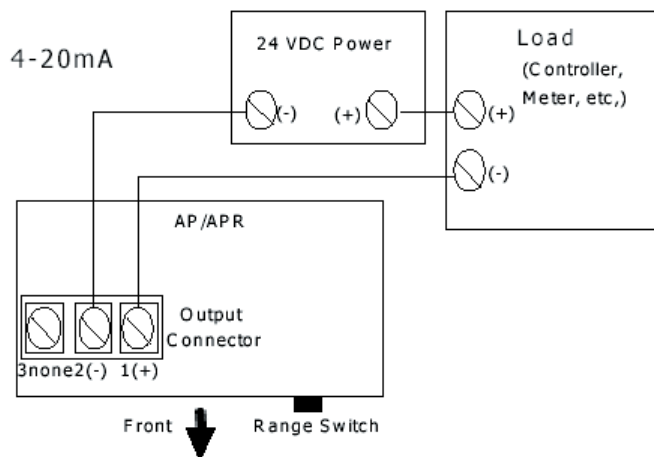 4-20mA
24 VDC Power
(-)
(+)
Load
(Controller,
Meter, etc,)
(+)
(-)
AP/APR
Output
Connector
3none2(-) 1(+)
Front
Range Switch